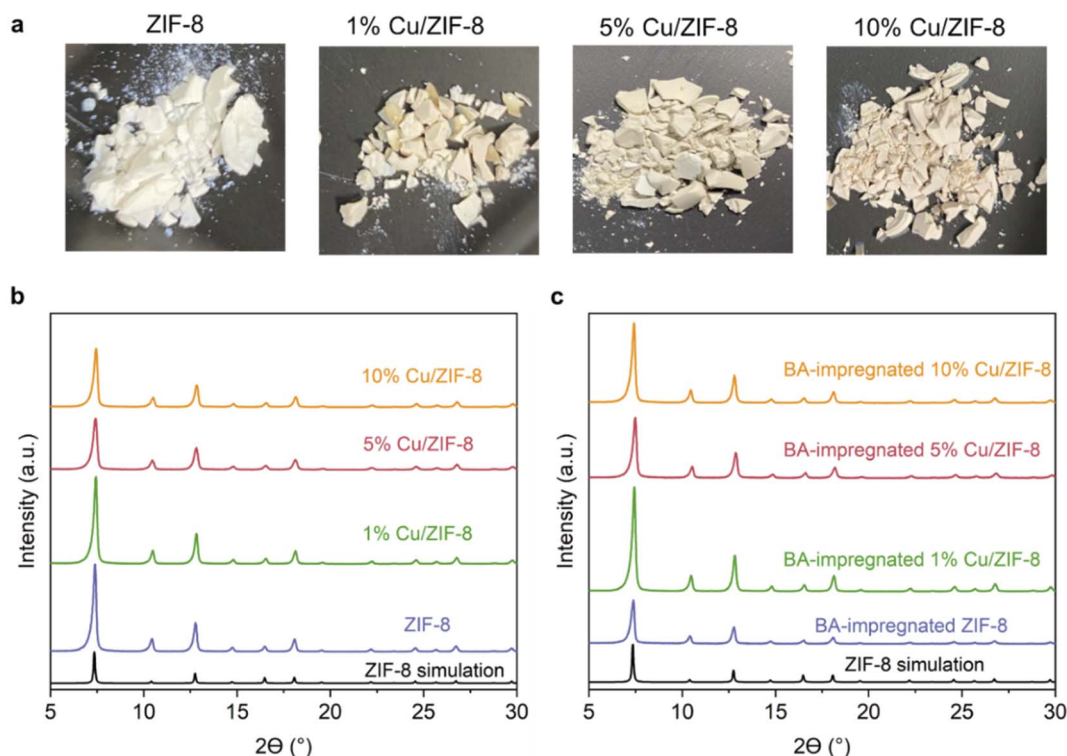 a
ZIF-8
1% Cu/ZIF-8
5% Cu/ZIF-8
10% Cu/ZIF-8
b
10% Cu/ZIF-8
5% Cu/ZIF-8
1% Cu/ZIF-8
ZIF-8
ZIF-8 simulation
Intensity (a.u.)
5
10
15
20
25
30
2Θ (°)
c
BA-impregnated 10% Cu/ZIF-8
BA-impregnated 5% Cu/ZIF-8
BA-impregnated 1% Cu/ZIF-8
BA-impregnated ZIF-8
ZIF-8 simulation
Intensity (a.u.)
5
10
15
20
25
30
2Θ (°)